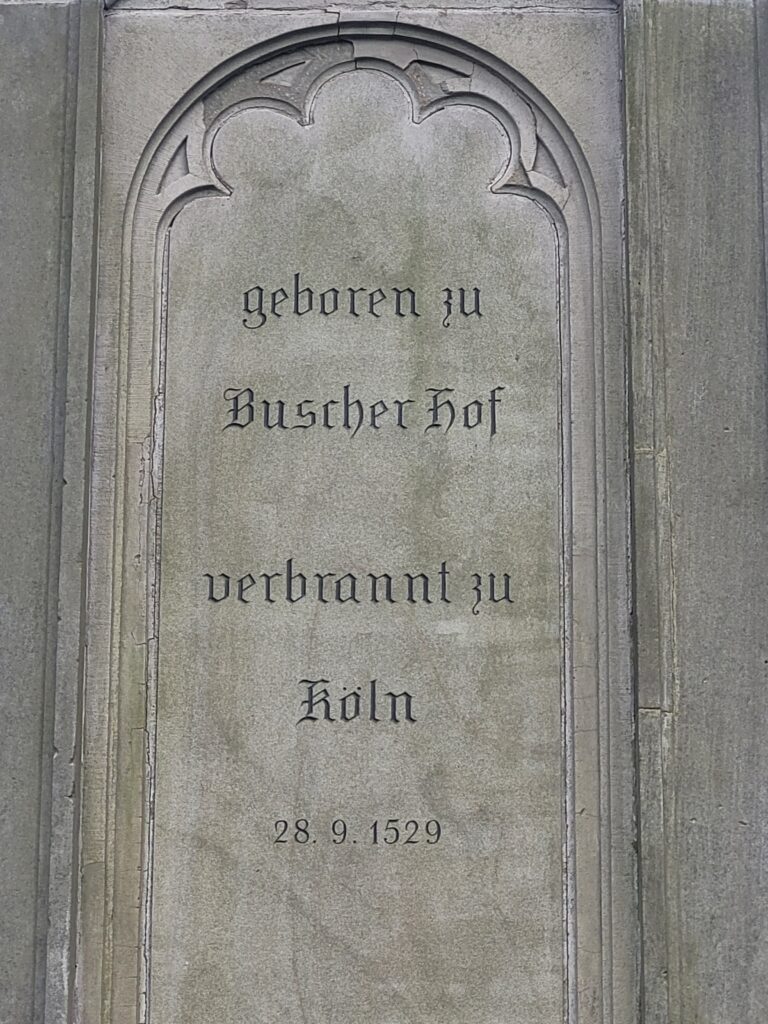 geboren zu
Buscher Hof
verbrannt zu
Köln
28. 9. 1529